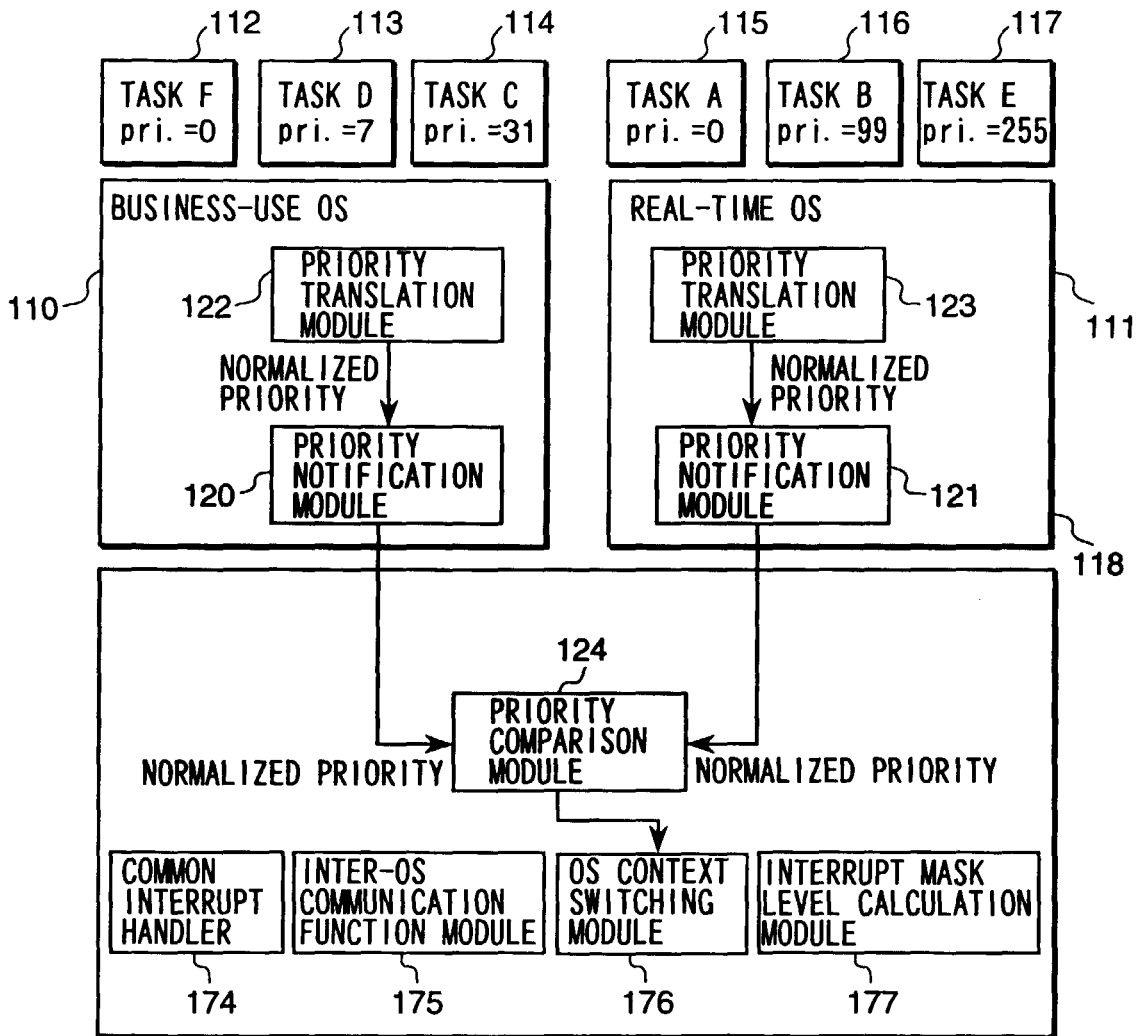 112
113
114
115
116
117
TASK F
pri.=0
TASK D
pri.=7
TASK C
pri.=31
TASK A
pri.=0
TASK B
pri.=99
TASK E
pri.=255
BUSINESS-USE OS
REAL-TIME OS
PRIORITY
TRANSLATION
MODULE
PRIORITY
TRANSLATION
MODULE
110
122
123
111
NORMALIZED
PRIORITY
NORMALIZED
PRIORITY
PRIORITY
NOTIFICATION
MODULE
PRIORITY
NOTIFICATION
MODULE
120
121
118
124
PRIORITY
COMPARISON
MODULE
NORMALIZED PRIORITY
NORMALIZED PRIORITY
COMMON
INTERRUPT
HANDLER
INTER-OS
COMMUNICATION
FUNCTION MODULE
OS CONTEXT
SWITCHING
MODULE
INTERRUPT MASK
LEVEL CALCULATION
MODULE
174
175
176
177